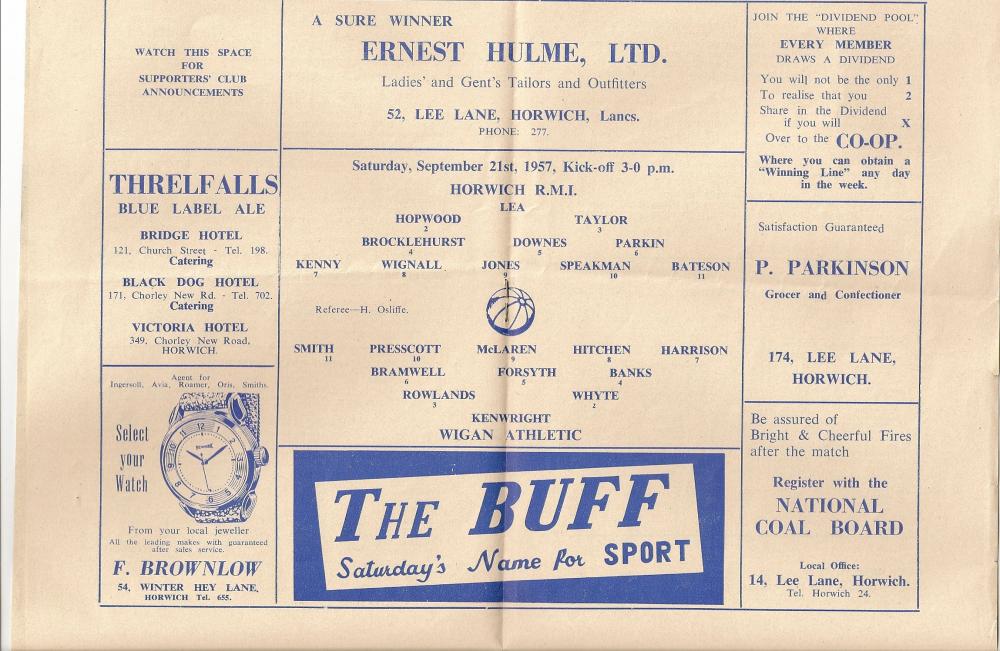 WATCH THIS SPACE
FOR
SUPPORTERS' CLUB
ANNOUNCEMENTS
THRELFALLS
BLUE LABEL ALE
BRIDGE HOTEL
121, Church Street - Tel. 198.
Catering
BLACK DOG HOTEL
171, Chorley New Rd. - Tel. 702.
Catering
VICTORIA HOTEL
349, Chorley New Road,
HORWICH.
Agent for
Ingersoll, Avia, Roamer, Oris, Smiths.
Select
your
Watch
From your local jeweller
All the leading makes with guaranteed
after sales service.
F. BROWNLOW
54, WINTER HEY LANE,
HORWICH Tel. 655.
A SURE WINNER
ERNEST HULME, LTD.
Ladies' and Gent's Tailors and Outfitters
52, LEE LANE, HORWICH, Lancs.
PHONE: 277.
Saturday, September 21st, 1957, Kick-off 3-0 p.m.
HORWICH R.M.I.
LEA
HOPWOOD TAYLOR
2 3
BROCKLEHURST DOWNES PARKIN
4 5 6
KENNY WIGNALL JONES SPEAKMAN BATESON
7 8 9 10 11
Referee—H. Osliffe.
SMITH PRESSCOTT McLAREN HITCHEN HARRISON
11 10 9 8 7
BRAMWELL FORSYTH BANKS
6 5 4
ROWLANDS WHYTE
3 2
KENWRIGHT
WIGAN ATHLETIC
THE BUFF
Saturday's Name for SPORT
JOIN THE "DIVIDEND POOL"
WHERE
EVERY MEMBER
DRAWS A DIVIDEND
You will not be the only 1
To realise that you 2
Share in the Dividend
if you will X
Over to the CO-OP.
Where you can obtain a
"Winning Line" any day
in the week.
Satisfaction Guaranteed
P. PARKINSON
Grocer and Confectioner
174, LEE LANE,
HORWICH.
Be assured of
Bright & Cheerful Fires
after the match
Register with the
NATIONAL
COAL BOARD
Local Office:
14, Lee Lane, Horwich.
Tel. Horwich 24.